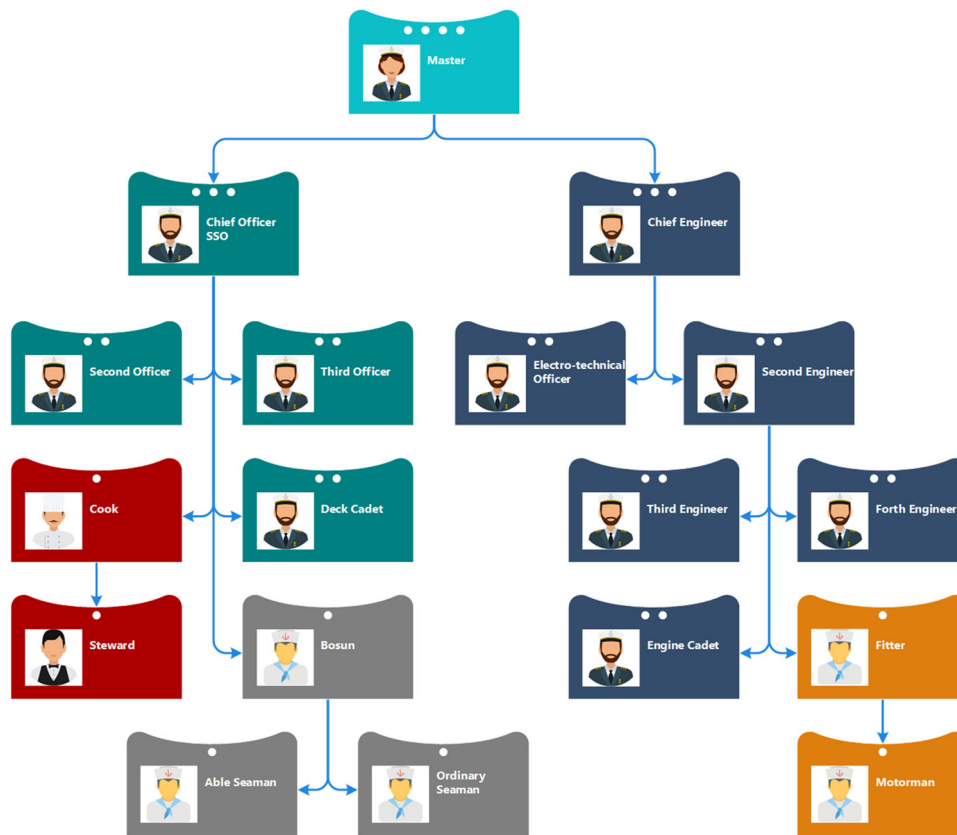 Master
Chief Officer
SSO
Chief Engineer
Second Officer
Third Officer
Electro-technical
Officer
Second Engineer
Cook
Deck Cadet
Third Engineer
Forth Engineer
Steward
Bosun
Engine Cadet
Fitter
Able Seaman
Ordinary
Seaman
Motorman